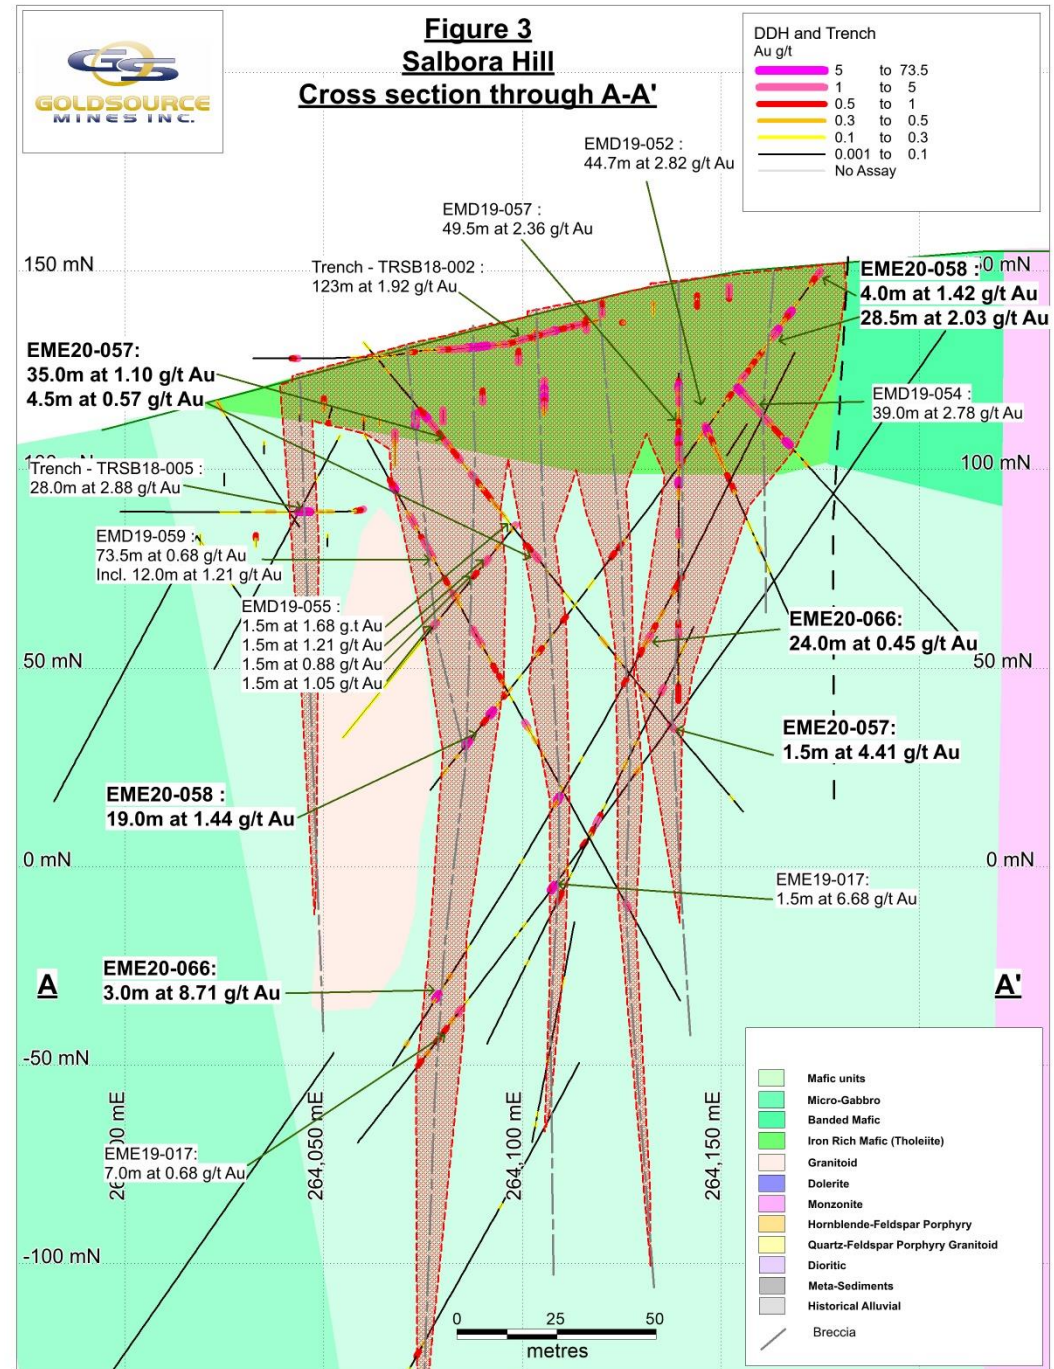 Figure 3
Salbora Hill
Cross section through A-A'
GS
GOLDSOURCE
MINES INC.
DDH and Trench
Au g/t
5 to 73.5
1 to 5
0.5 to 1
0.3 to 0.5
0.1 to 0.3
0.001 to 0.1
No Assay
EMD19-052 :
44.7m at 2.82 g/t Au
EMD19-057 :
49.5m at 2.36 g/t Au
Trench - TRSB18-002 :
123m at 1.92 g/t Au
150 mN
0 mN
EME20-058 :
4.0m at 1.42 g/t Au
28.5m at 2.03 g/t Au
EME20-057:
35.0m at 1.10 g/t Au
4.5m at 0.57 g/t Au
EMD19-054 :
39.0m at 2.78 g/t Au
Trench - TRSB18-005 :
28.0m at 2.88 g/t Au
100 mN
EMD19-059 :
73.5m at 0.68 g/t Au
Incl. 12.0m at 1.21 g/t Au
EMD19-055 :
1.5m at 1.68 g.t Au
1.5m at 1.21 g/t Au
1.5m at 0.88 g/t Au
1.5m at 1.05 g/t Au
EME20-066:
24.0m at 0.45 g/t Au
50 mN
50 mN
EME20-057:
1.5m at 4.41 g/t Au
EME20-058 :
19.0m at 1.44 g/t Au
0 mN
0 mN
EME19-017:
1.5m at 6.68 g/t Au
EME20-066:
3.0m at 8.71 g/t Au
A
A'
-50 mN
264,050 mE
264,100 mE
264,150 mE
EME19-017:
7.0m at 0.68 g/t Au
-100 mN
0 25 50
metres
Mafic units
Micro-Gabbro
Banded Mafic
Iron Rich Mafic (Tholeiite)
Granitoid
Dolerite
Monzonite
Hornblende-Feldspar Porphyry
Quartz-Feldspar Porphyry Granitoid
Dioritic
Meta-Sediments
Historical Alluvial
Breccia